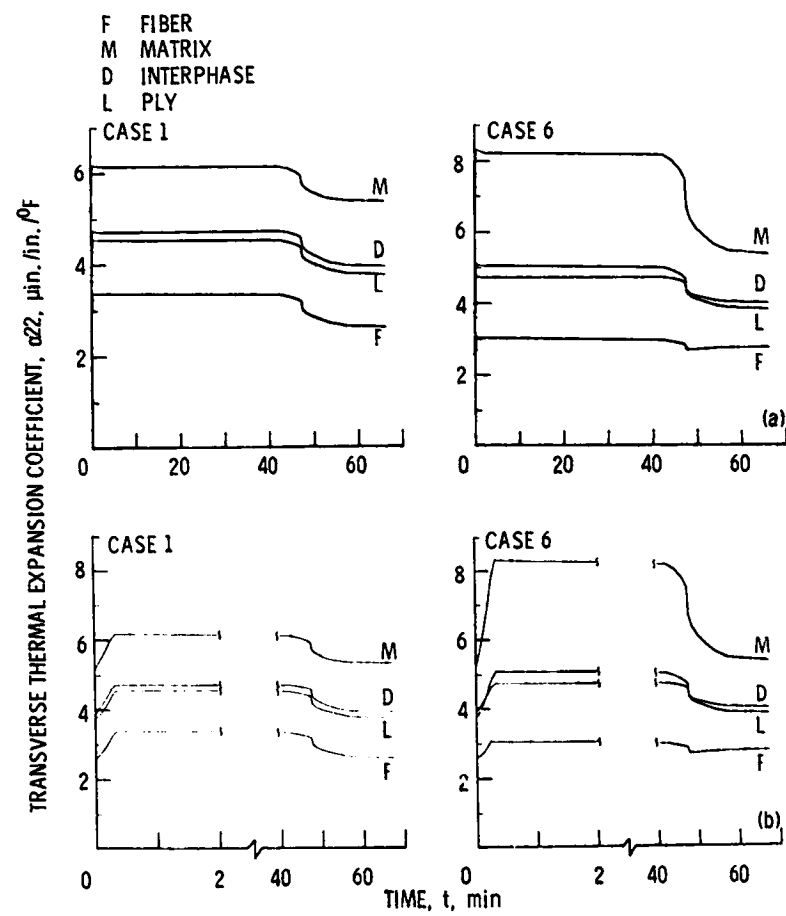 F FIBER
M MATRIX
D INTERPHASE
L PLY
TRANSVERSE THERMAL EXPANSION COEFFICIENT, α22, μin./in./ºF
CASE 1
6
4
2
M
D
L
F
0 20 40 60
CASE 6
8
6
4
2
M
D
L
F
(a)
0 20 40 60
CASE 1
8
6
4
2
M
D
L
F
0 2 40 60
CASE 6
8
6
4
2
M
D
L
F
(b)
0 2 40 60
TIME, t, min